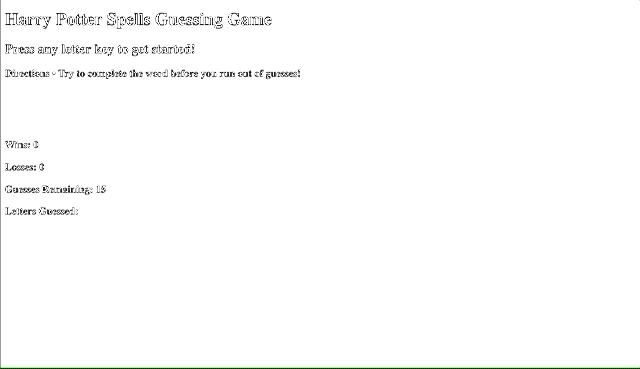 Harry Potter Spells Guessing Game
Press any letter key to get started!
Directions - Try to complete the word before you run out of guesses!
Wins: 0
Losses: 0
Guesses Remaining: 15
Letters Guessed: